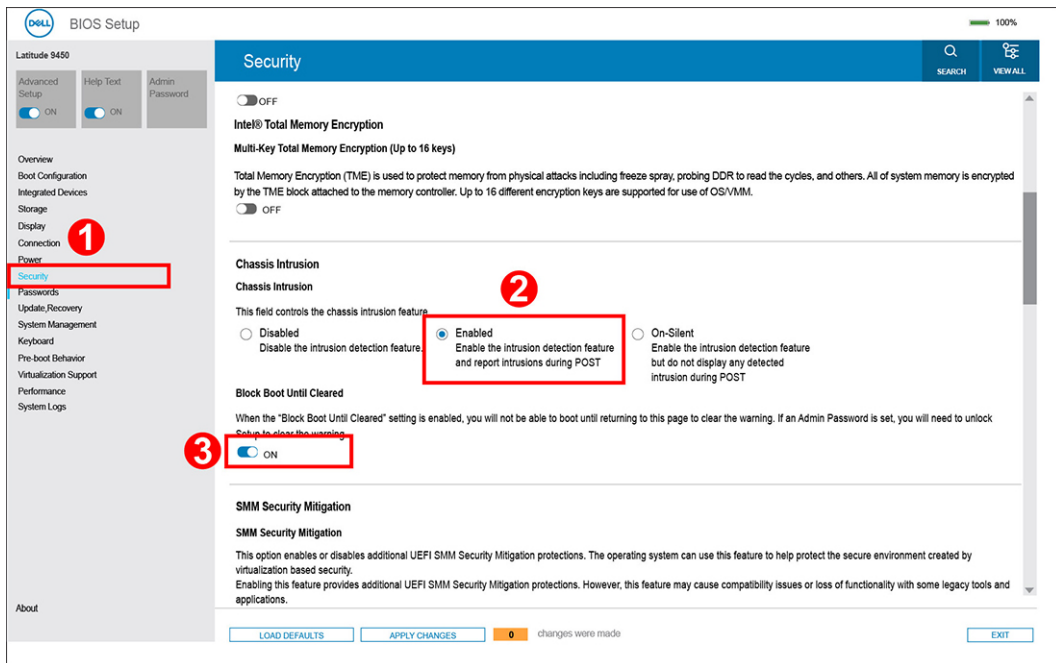 DELL
BIOS Setup
100%
Latitude 9450
Advanced Setup
ON
Help Text
ON
Admin Password
Overview
Boot Configuration
Integrated Devices
Storage
Display
Connection
Power
Security
Passwords
Update,Recovery
System Management
Keyboard
Pre-boot Behavior
Virtualization Support
Performance
System Logs
About
1
Security
SEARCH
VIEW ALL
OFF
Intel® Total Memory Encryption
Multi-Key Total Memory Encryption (Up to 16 keys)
Total Memory Encryption (TME) is used to protect memory from physical attacks including freeze spray, probing DDR to read the cycles, and others. All of system memory is encrypted
by the TME block attached to the memory controller. Up to 16 different encryption keys are supported for use of OS/VMM.
OFF
Chassis Intrusion
Chassis Intrusion
2
This field controls the chassis intrusion feature.
Disabled
Disable the intrusion detection feature.
Enabled
Enable the intrusion detection feature
and report intrusions during POST
On-Silent
Enable the intrusion detection feature
but do not display any detected
intrusion during POST
Block Boot Until Cleared
When the "Block Boot Until Cleared" setting is enabled, you will not be able to boot until returning to this page to clear the warning. If an Admin Password is set, you will need to unlock
Setup to clear the warning.
3
ON
SMM Security Mitigation
SMM Security Mitigation
This option enables or disables additional UEFI SMM Security Mitigation protections. The operating system can use this feature to help protect the secure environment created by
virtualization based security.
Enabling this feature provides additional UEFI SMM Security Mitigation protections. However, this feature may cause compatibility issues or loss of functionality with some legacy tools and
applications.
LOAD DEFAULTS
APPLY CHANGES
0
changes were made
EXIT